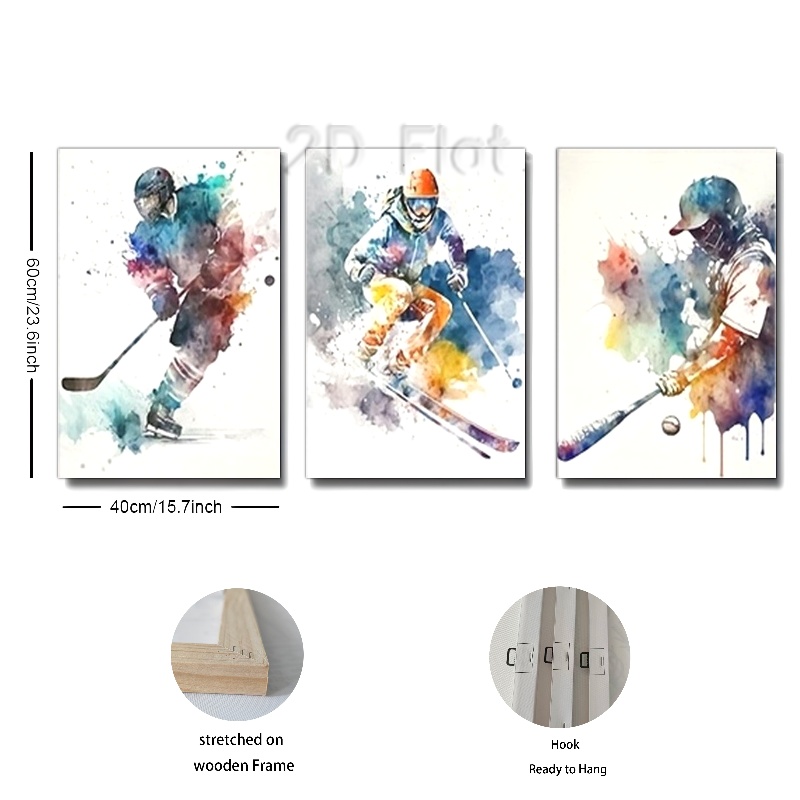 2D Flat
60cm/23.6inch
40cm/15.7inch
stretched on
wooden Frame
Hook
Ready to Hang